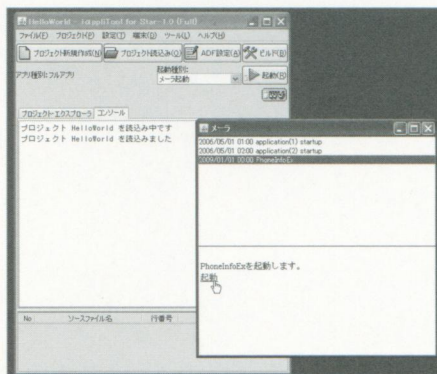 HelloWorld - iαppliTool for Star-1.0 (Full)
ファイル(F) プロジェクト(P) 設定(T) 端末(D) ツール(L) ヘルプ(H)
プロジェクト新規作成(N) プロジェクト読込み(O) ADF設定(A) ビルド(B)
アプリ種別: フルアプリ
起動種別:
メーラ起動
起動(R)
プロジェクトエクスプローラ コンソール
プロジェクト HelloWorld を読込み中です
プロジェクト HelloWorld を読込みました
No ソースファイル名 行番号
メーラ
2006/05/01 01:00 application(1) startup
2006/05/01 02:00 application(2) startup
2009/01/01 00:00 PhoneInfoEx
PhoneInfoExを起動します。
起動